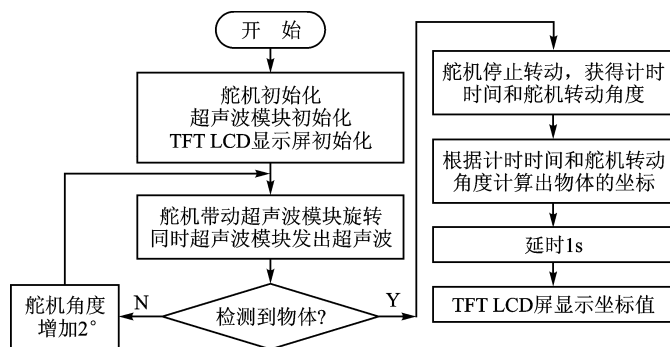 开 始
舵机初始化
超声波模块初始化
TFT LCD显示屏初始化
舵机带动超声波模块旋转
同时超声波模块发出超声波
检测到物体?
N
Y
舵机角度
增加2°
舵机停止转动，获得计时
时间和舵机转动角度
根据计时时间和舵机转动
角度计算出物体的坐标
延时1s
TFT LCD屏显示坐标值